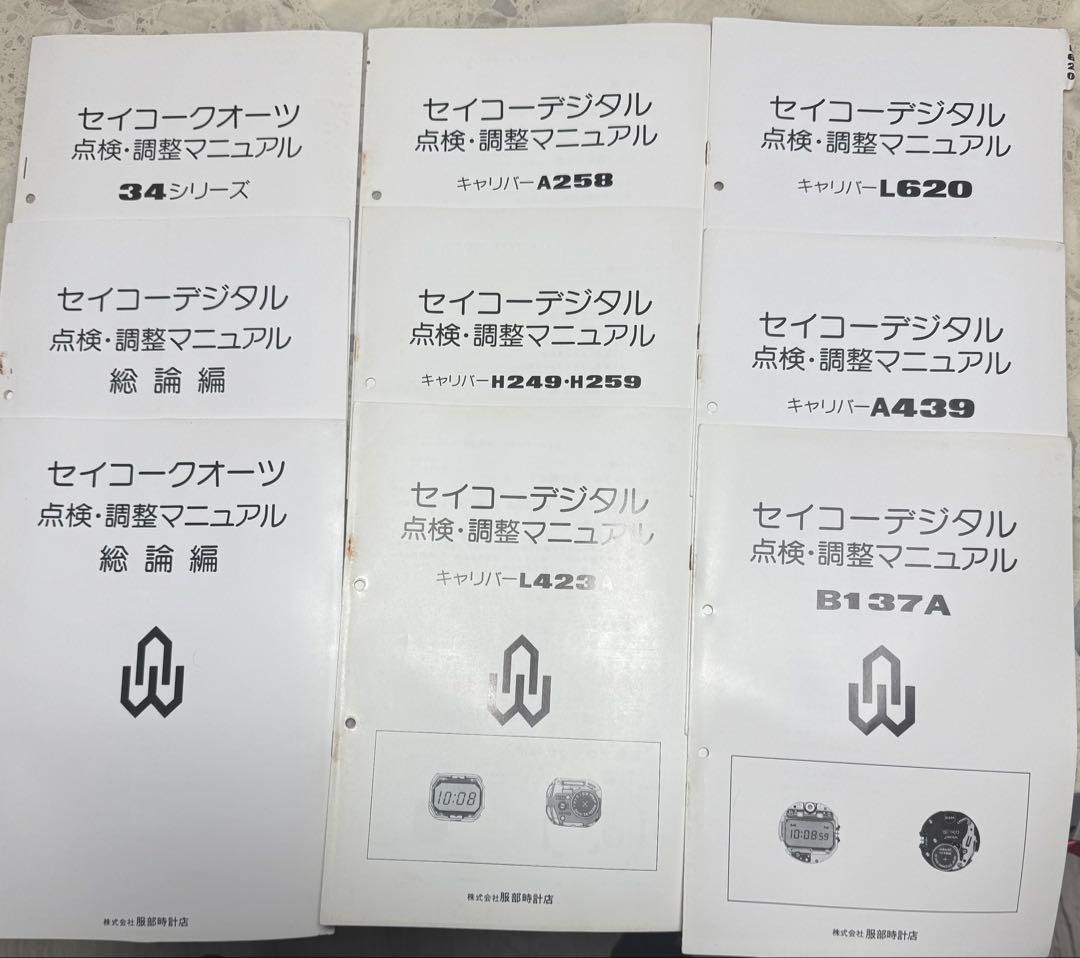 セイコークオーツ
点検・調整マニュアル
34シリーズ
セイコーデジタル
点検・調整マニュアル
総論編
セイコークオーツ
点検・調整マニュアル
総論編
株式会社服部時計店
セイコーデジタル
点検・調整マニュアル
キャリバーA258
セイコーデジタル
点検・調整マニュアル
キャリバーH249・H259
セイコーデジタル
点検・調整マニュアル
キャリバーL423A
10:08
株式会社服部時計店
セイコーデジタル
点検・調整マニュアル
キャリバーL620
L620
セイコーデジタル
点検・調整マニュアル
キャリバーA439
セイコーデジタル
点検・調整マニュアル
B137A
10:08 59
株式会社服部時計店